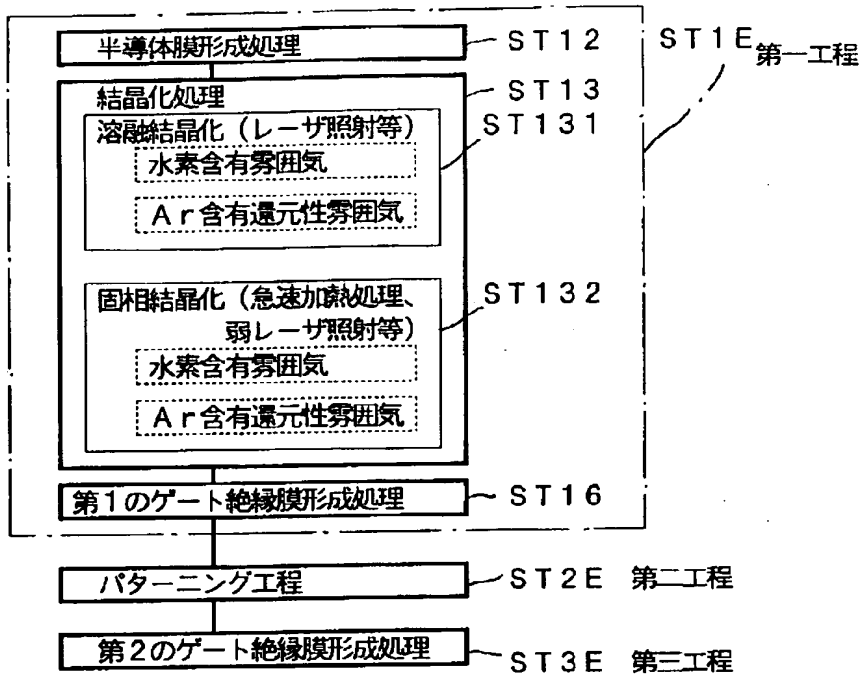 半導体膜形成処理 ST12 ST1E 第一工程
結晶化処理 ST13
溶融結晶化（レーザ照射等） ST131
水素含有雰囲気
Ar含有還元性雰囲気
固相結晶化（急速加熱処理、 ST132
弱レーザ照射等）
水素含有雰囲気
Ar含有還元性雰囲気
第1のゲート絶縁膜形成処理 ST16
パターニング工程 ST2E 第二工程
第2のゲート絶縁膜形成処理 ST3E 第三工程